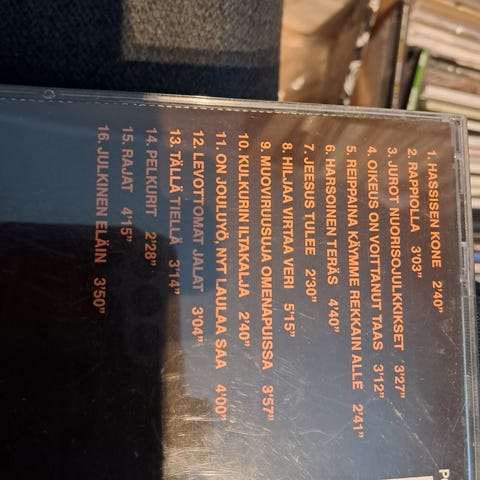 1. HASSISEN KONE 2'40"
2. RAPPIOLLA 3'03"
3. JUROT NUORISOJULKKIKSET 3'27"
4. OIKEUS ON VOITTANUT TAAS 3'12"
5. REIPPAINA KÄYMME REKKAIN ALLE 2'41"
6. HARSOINEN TERÄS 4'40"
7. JEESUS TULEE 2'30"
8. HILJAA VIRTAA VERI 5'15"
9. MUOVIRUUSUJA OMENAPUISSA 3'57"
10. KULKURIN ILTAKALJA 2'40"
11. ON JOULUYÖ, NYT LAULAA SAA 4'00"
12. LEVOTTOMAT JALAT 3'04"
13. TÄLLÄ TIELLÄ 3'14"
14. PELKURIT 2'28"
15. RAJAT 4'15"
16. JULKINEN ELÄIN 3'50"